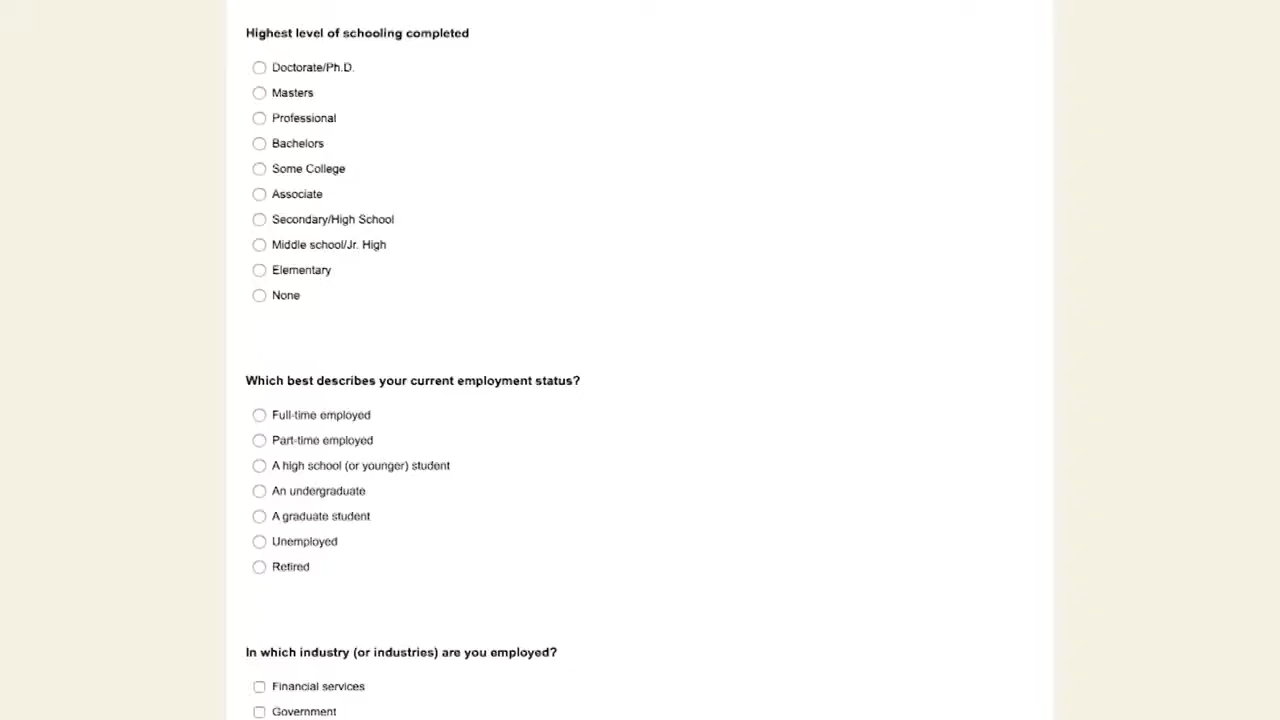 Highest level of schooling completed
Doctorate/Ph.D.
Masters
Professional
Bachelors
Some College
Associate
Secondary/High School
Middle school/Jr. High
Elementary
None
Which best describes your current employment status?
Full-time employed
Part-time employed
A high school (or younger) student
An undergraduate
A graduate student
Unemployed
Retired
In which industry (or industries) are you employed?
Financial services
Government